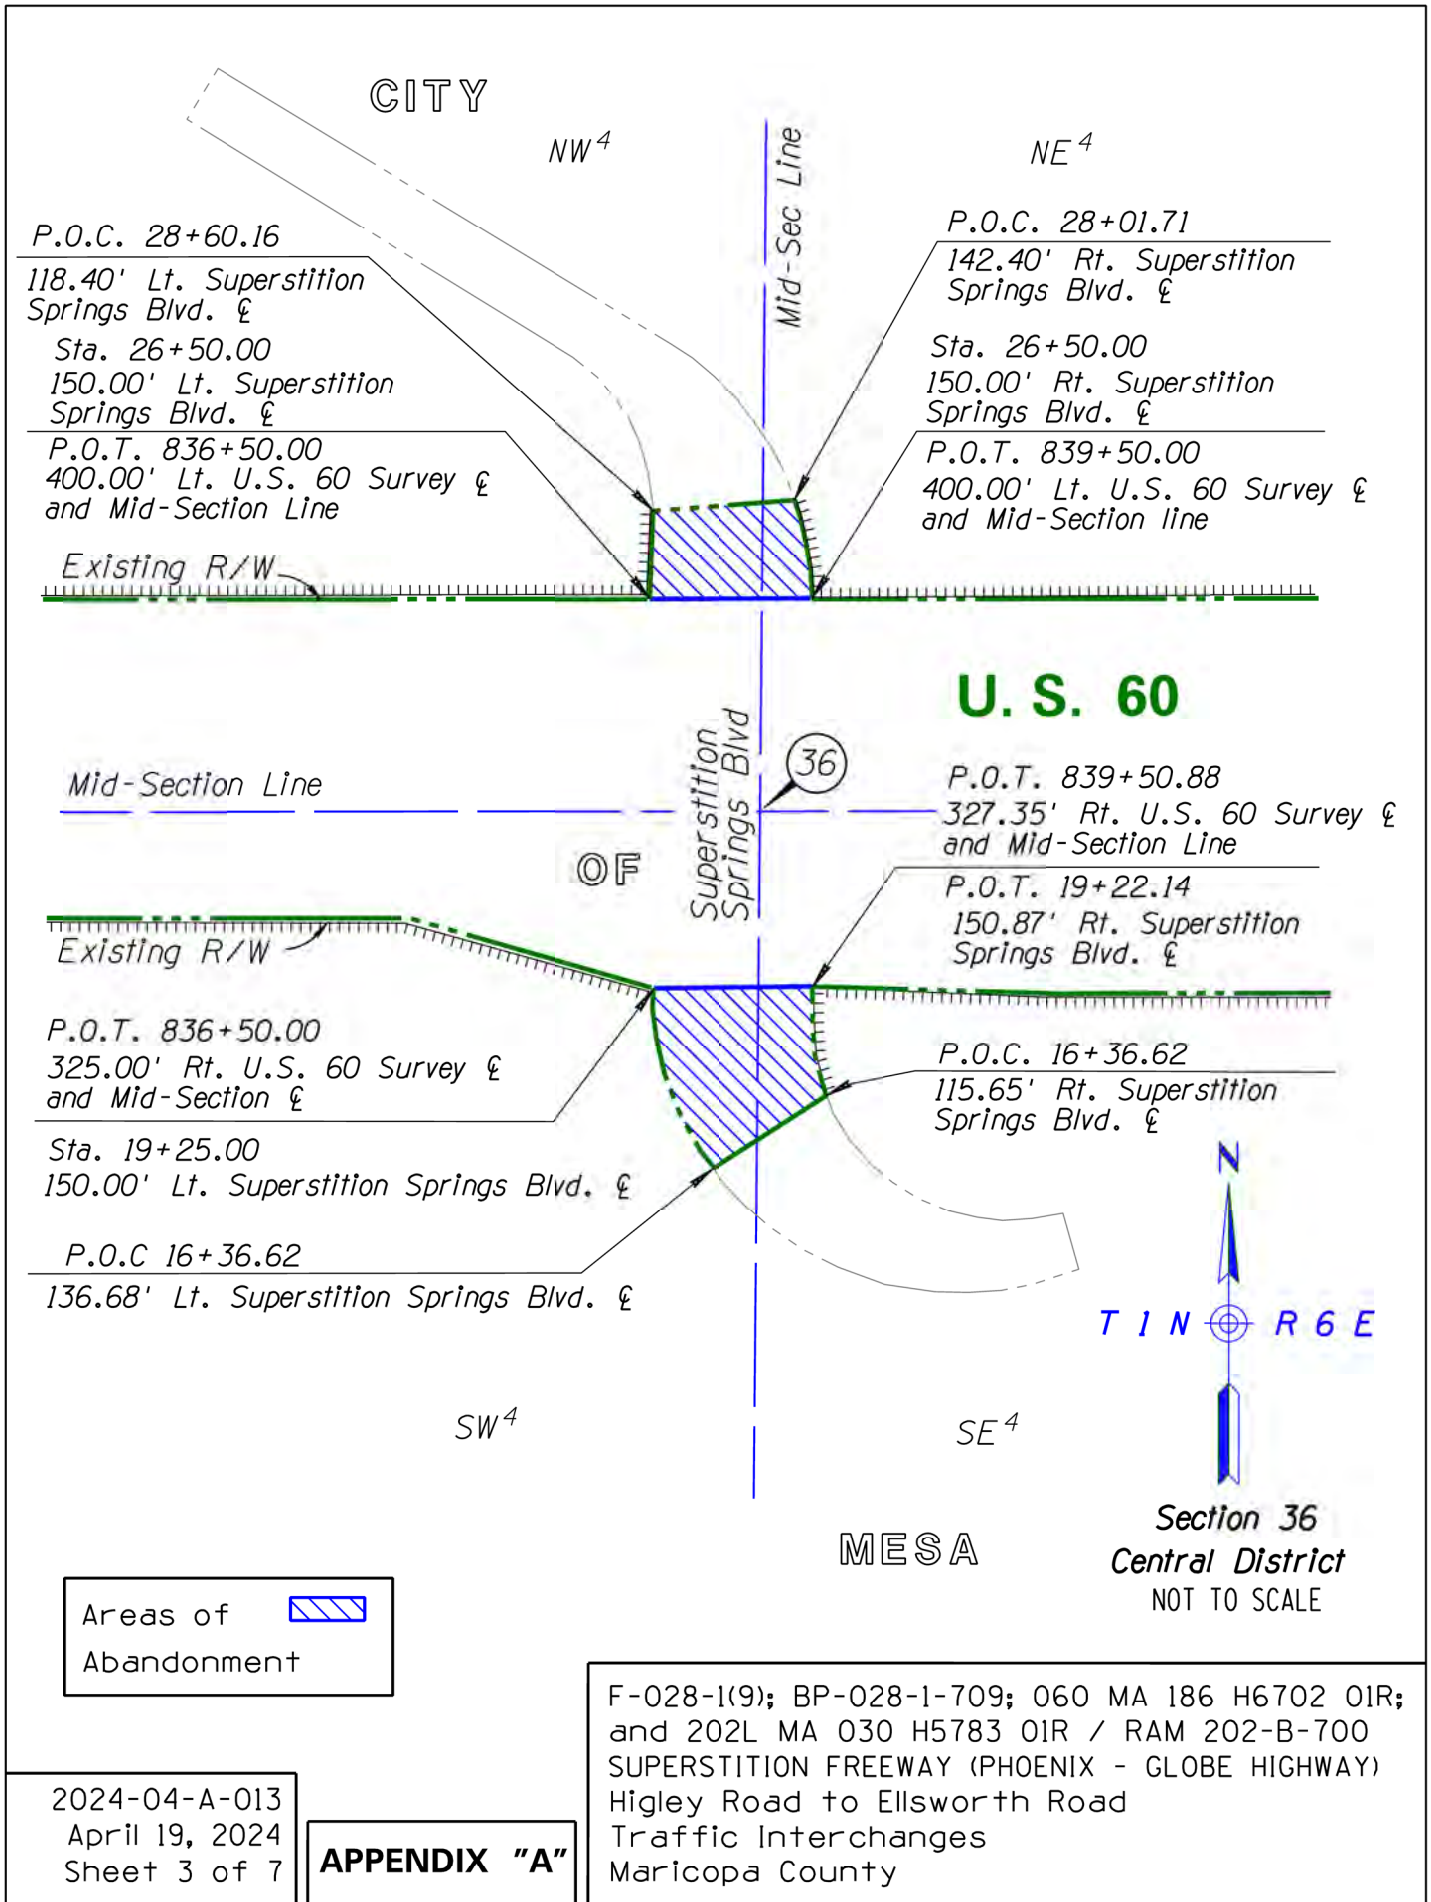 CITY
NW 4
NE 4
Mid-Sec Line
P.O.C. 28+60.16
118.40' Lt. Superstition
Springs Blvd. ℄
Sta. 26+50.00
150.00' Lt. Superstition
Springs Blvd. ℄
P.O.T. 836+50.00
400.00' Lt. U.S. 60 Survey ℄
and Mid-Section Line
P.O.C. 28+01.71
142.40' Rt. Superstition
Springs Blvd. ℄
Sta. 26+50.00
150.00' Rt. Superstition
Springs Blvd. ℄
P.O.T. 839+50.00
400.00' Lt. U.S. 60 Survey ℄
and Mid-Section line
Existing R/W
U. S. 60
Superstition
Springs Blvd
36
Mid-Section Line
P.O.T. 839+50.88
327.35' Rt. U.S. 60 Survey ℄
and Mid-Section Line
P.O.T. 19+22.14
150.87' Rt. Superstition
Springs Blvd. ℄
OF
Existing R/W
P.O.T. 836+50.00
325.00' Rt. U.S. 60 Survey ℄
and Mid-Section ℄
Sta. 19+25.00
150.00' Lt. Superstition Springs Blvd. ℄
P.O.C 16+36.62
136.68' Lt. Superstition Springs Blvd. ℄
P.O.C. 16+36.62
115.65' Rt. Superstition
Springs Blvd. ℄
N
T 1 N R 6 E
SW 4
SE 4
Section 36
Central District
NOT TO SCALE
MESA
Areas of
Abandonment
F-028-1(9); BP-028-1-709; 060 MA 186 H6702 01R;
and 202L MA 030 H5783 01R / RAM 202-B-700
SUPERSTITION FREEWAY (PHOENIX - GLOBE HIGHWAY)
Higley Road to Ellsworth Road
Traffic Interchanges
Maricopa County
2024-04-A-013
April 19, 2024
Sheet 3 of 7
APPENDIX "A"